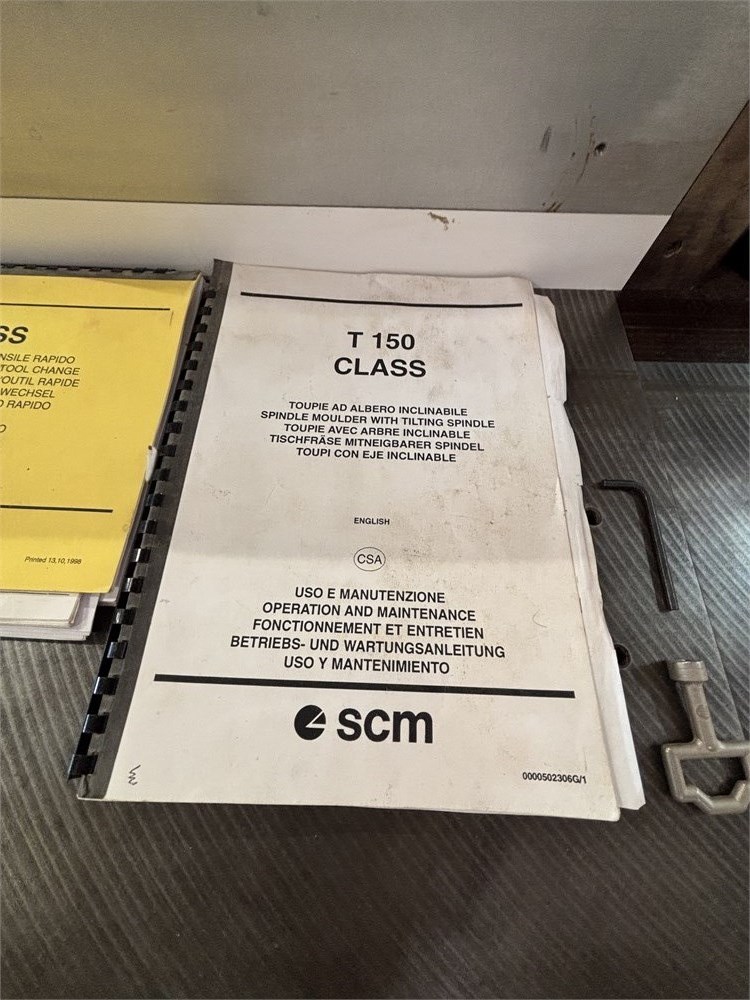 SS
NSILE RAPIDO
TOOL CHANGE
OUTIL RAPIDE
WECHSEL
RAPIDO
Printed 13,10,1998
T 150
CLASS
TOUPIE AD ALBERO INCLINABILE
SPINDLE MOULDER WITH TILTING SPINDLE
TOUPIE AVEC ARBRE INCLINABLE
TISCHFRÄSE MITNEIGBARER SPINDEL
TOUPI CON EJE INCLINABLE
ENGLISH
CSA
USO E MANUTENZIONE
OPERATION AND MAINTENANCE
FONCTIONNEMENT ET ENTRETIEN
BETRIEBS- UND WARTUNGSANLEITUNG
USO Y MANTENIMIENTO
scm
0000502306G/1